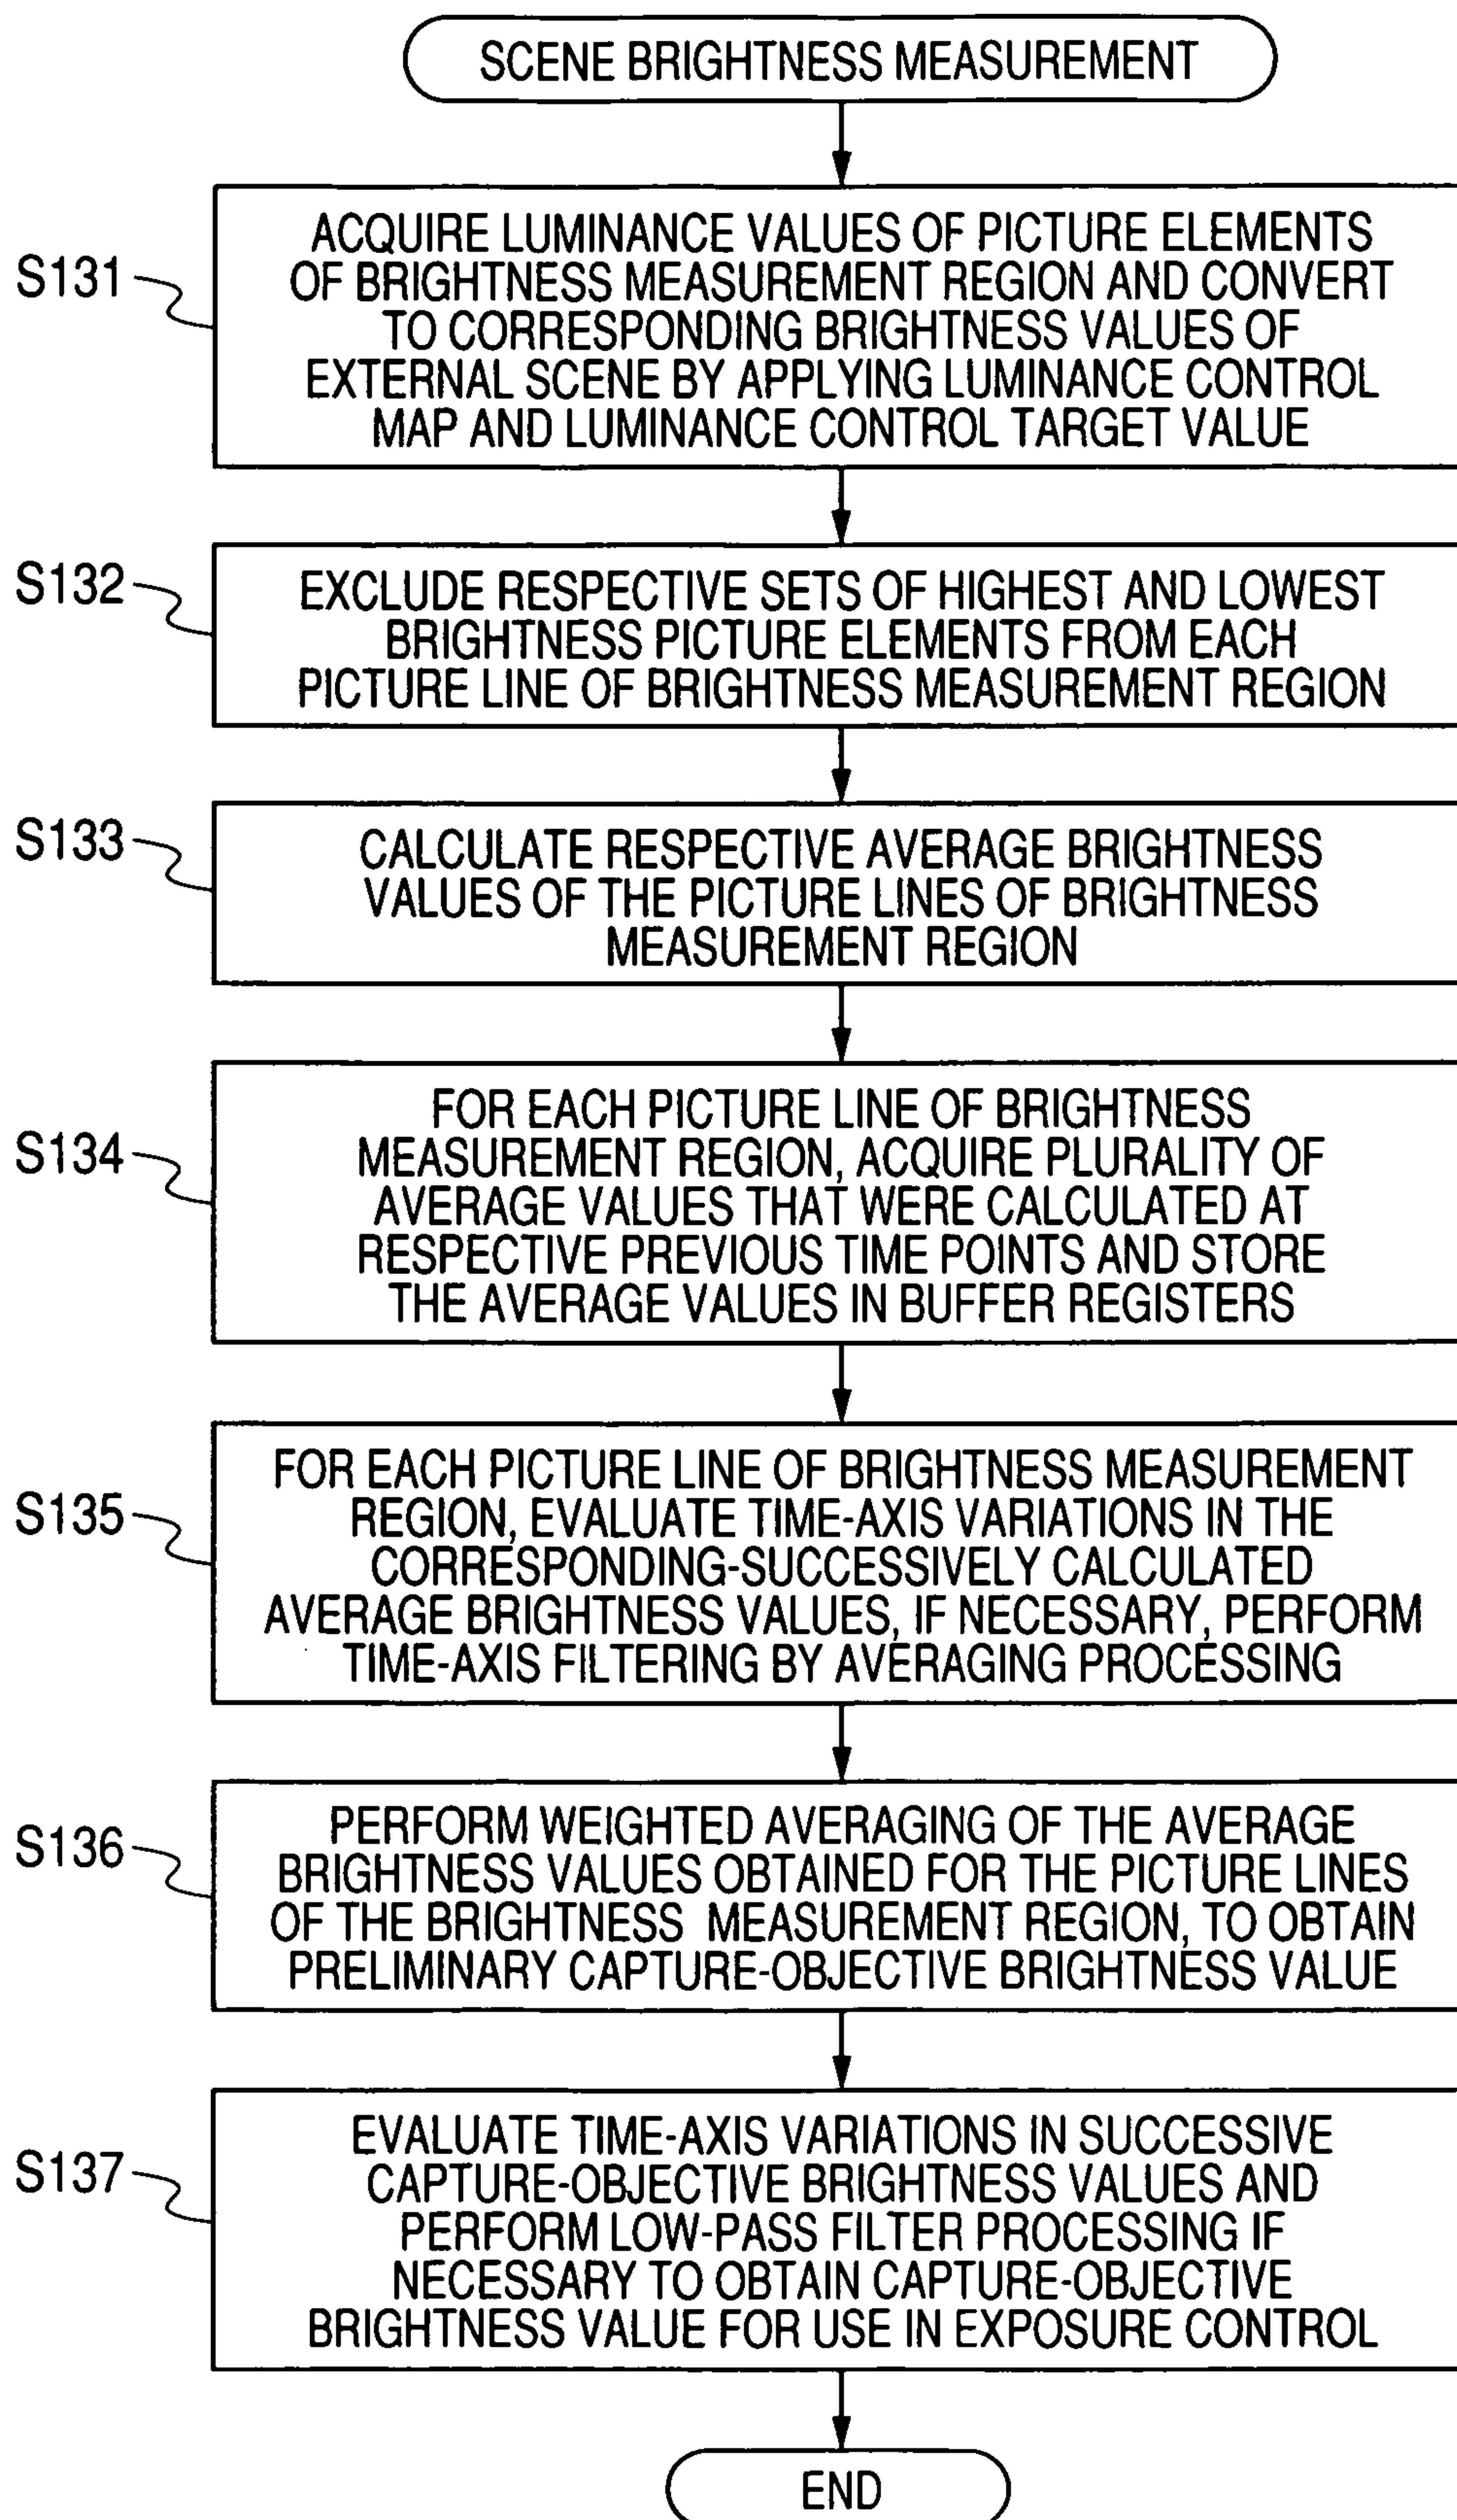 SCENE BRIGHTNESS MEASUREMENT
S131
ACQUIRE LUMINANCE VALUES OF PICTURE ELEMENTS
OF BRIGHTNESS MEASUREMENT REGION AND CONVERT
TO CORRESPONDING BRIGHTNESS VALUES OF
EXTERNAL SCENE BY APPLYING LUMINANCE CONTROL
MAP AND LUMINANCE CONTROL TARGET VALUE
S132
EXCLUDE RESPECTIVE SETS OF HIGHEST AND LOWEST
BRIGHTNESS PICTURE ELEMENTS FROM EACH
PICTURE LINE OF BRIGHTNESS MEASUREMENT REGION
S133
CALCULATE RESPECTIVE AVERAGE BRIGHTNESS
VALUES OF THE PICTURE LINES OF BRIGHTNESS
MEASUREMENT REGION
S134
FOR EACH PICTURE LINE OF BRIGHTNESS
MEASUREMENT REGION, ACQUIRE PLURALITY OF
AVERAGE VALUES THAT WERE CALCULATED AT
RESPECTIVE PREVIOUS TIME POINTS AND STORE
THE AVERAGE VALUES IN BUFFER REGISTERS
S135
FOR EACH PICTURE LINE OF BRIGHTNESS MEASUREMENT
REGION, EVALUATE TIME-AXIS VARIATIONS IN THE
CORRESPONDING-SUCCESSIVELY CALCULATED
AVERAGE BRIGHTNESS VALUES, IF NECESSARY, PERFORM
TIME-AXIS FILTERING BY AVERAGING PROCESSING
S136
PERFORM WEIGHTED AVERAGING OF THE AVERAGE
BRIGHTNESS VALUES OBTAINED FOR THE PICTURE LINES
OF THE BRIGHTNESS MEASUREMENT REGION, TO OBTAIN
PRELIMINARY CAPTURE-OBJECTIVE BRIGHTNESS VALUE
S137
EVALUATE TIME-AXIS VARIATIONS IN SUCCESSIVE
CAPTURE-OBJECTIVE BRIGHTNESS VALUES AND
PERFORM LOW-PASS FILTER PROCESSING IF
NECESSARY TO OBTAIN CAPTURE-OBJECTIVE
BRIGHTNESS VALUE FOR USE IN EXPOSURE CONTROL
END